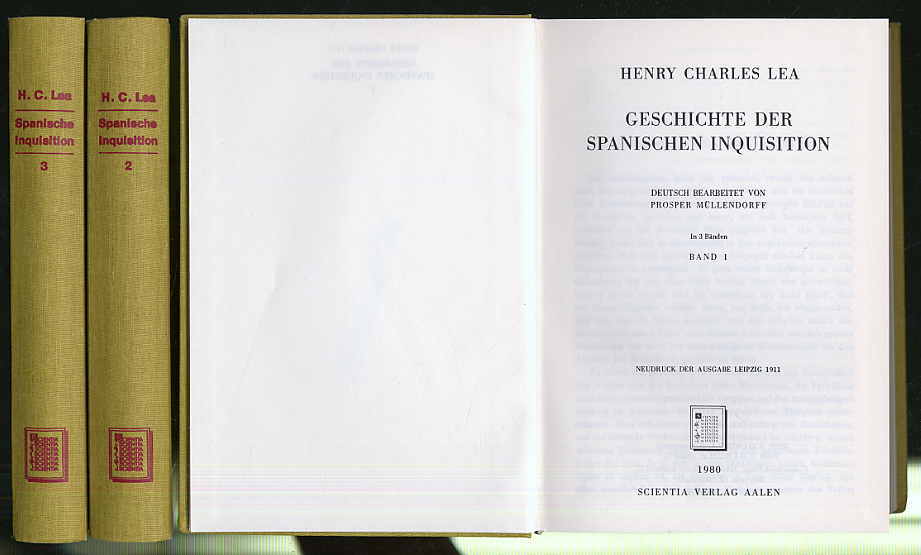 H. C. Lea
Spanische
Inquisition
3
H. C. Lea
Spanische
Inquisition
2
HENRY CHARLES LEA
GESCHICHTE DER
SPANISCHEN INQUISITION
DEUTSCH BEARBEITET VON
PROSPER MÜLLENDORFF
In 3 Bänden
BAND 1
NEUDRUCK DER AUSGABE LEIPZIG 1911
1980
SCIENTIA VERLAG AALEN